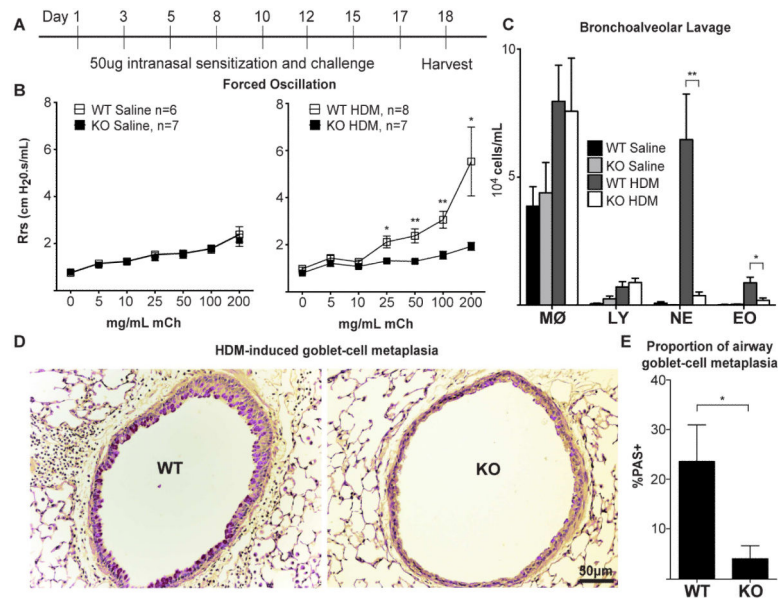 A
Day 1 3 5 8 10 12 15 17 18
50ug intranasal sensitization and challenge Harvest
B
Forced Oscillation
WT Saline n=6
KO Saline, n=7
WT HDM, n=8
KO HDM, n=7
Rrs (cm H₂0.s/mL)
8
6
4
2
0 5 10 25 50 100 200
mg/mL mCh
8
6
4
2
0 5 10 25 50 100 200
mg/mL mCh
* ** ** *
C
Bronchoalveolar Lavage
10⁴ cells/mL
10
5
WT Saline
KO Saline
WT HDM
KO HDM
**
*
MØ LY NE EO
D
HDM-induced goblet-cell metaplasia
WT
KO
50μm
E
Proportion of airway
goblet-cell metaplasia
%PAS+
40
30
20
10
*
WT KO